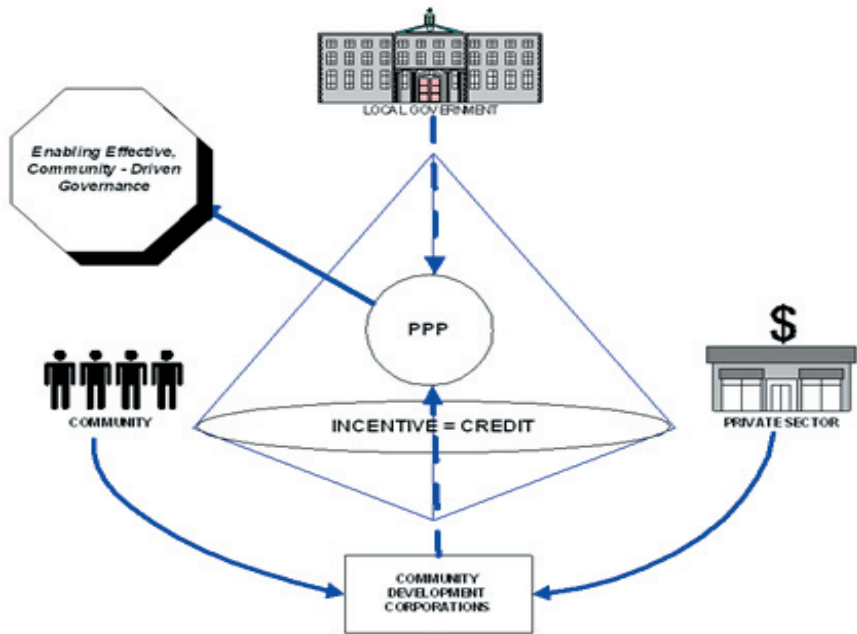 LOCAL GOVERNMENT
Enabling Effective,
Community - Driven
Governance
PPP
$
COMMUNITY
INCENTIVE = CREDIT
PRIVATE SECTOR
COMMUNITY
DEVELOPMENT
CORPORATIONS